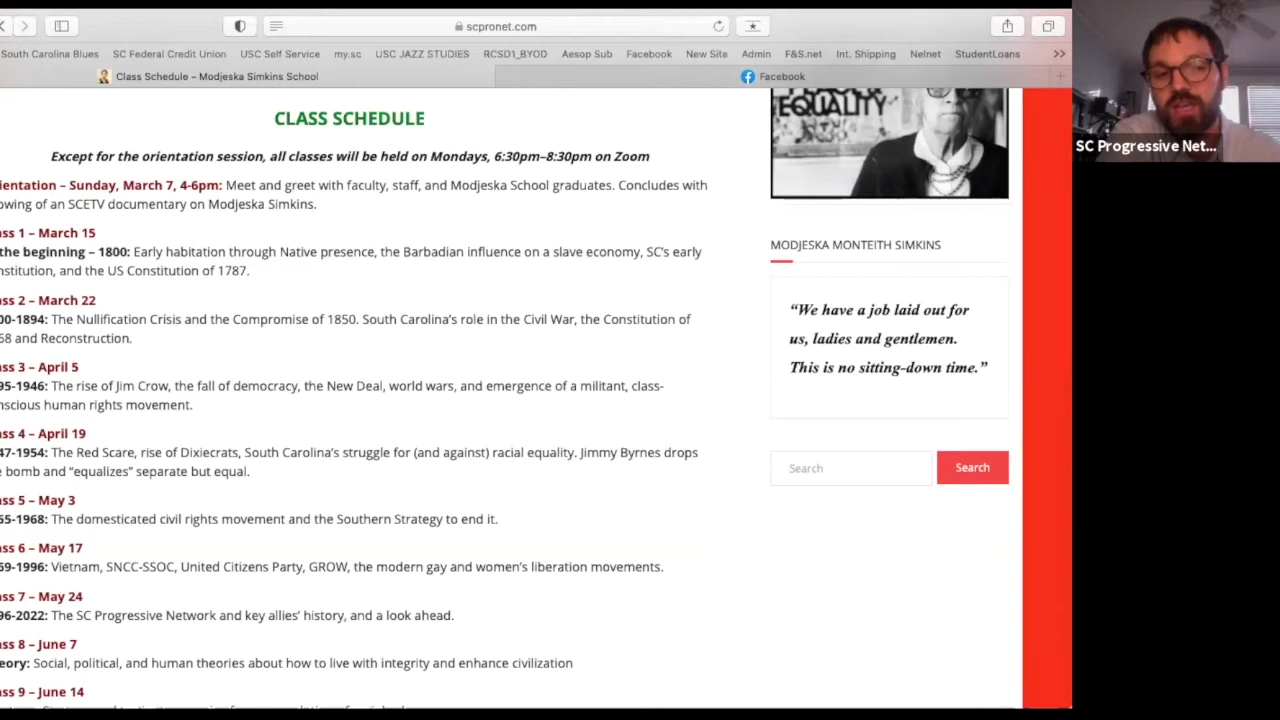 scpronet.com
South Carolina Blues SC Federal Credit Union USC Self Service my.sc USC JAZZ STUDIES RCSD1_BYOD Aesop Sub Facebook New Site Admin F&S.net Int. Shipping Nelnet StudentLoans >>
Class Schedule – Modjeska Simkins School
Facebook
CLASS SCHEDULE
Except for the orientation session, all classes will be held on Mondays, 6:30pm–8:30pm on Zoom
ientation – Sunday, March 7, 4-6pm: Meet and greet with faculty, staff, and Modjeska School graduates. Concludes with
owing of an SCETV documentary on Modjeska Simkins.
ass 1 – March 15
the beginning – 1800: Early habitation through Native presence, the Barbadian influence on a slave economy, SC’s early
nstitution, and the US Constitution of 1787.
ass 2 – March 22
00-1894: The Nullification Crisis and the Compromise of 1850. South Carolina’s role in the Civil War, the Constitution of
68 and Reconstruction.
ass 3 – April 5
95-1946: The rise of Jim Crow, the fall of democracy, the New Deal, world wars, and emergence of a militant, class-
nscious human rights movement.
ass 4 – April 19
47-1954: The Red Scare, rise of Dixiecrats, South Carolina’s struggle for (and against) racial equality. Jimmy Byrnes drops
e bomb and “equalizes” separate but equal.
ass 5 – May 3
55-1968: The domesticated civil rights movement and the Southern Strategy to end it.
ass 6 – May 17
69-1996: Vietnam, SNCC-SSOC, United Citizens Party, GROW, the modern gay and women’s liberation movements.
ass 7 – May 24
96-2022: The SC Progressive Network and key allies’ history, and a look ahead.
ass 8 – June 7
eory: Social, political, and human theories about how to live with integrity and enhance civilization
ass 9 – June 14
EQUALITY
MODJESKA MONTEITH SIMKINS
“We have a job laid out for
us, ladies and gentlemen.
This is no sitting-down time.”
Search
Search
SC Progressive Net...